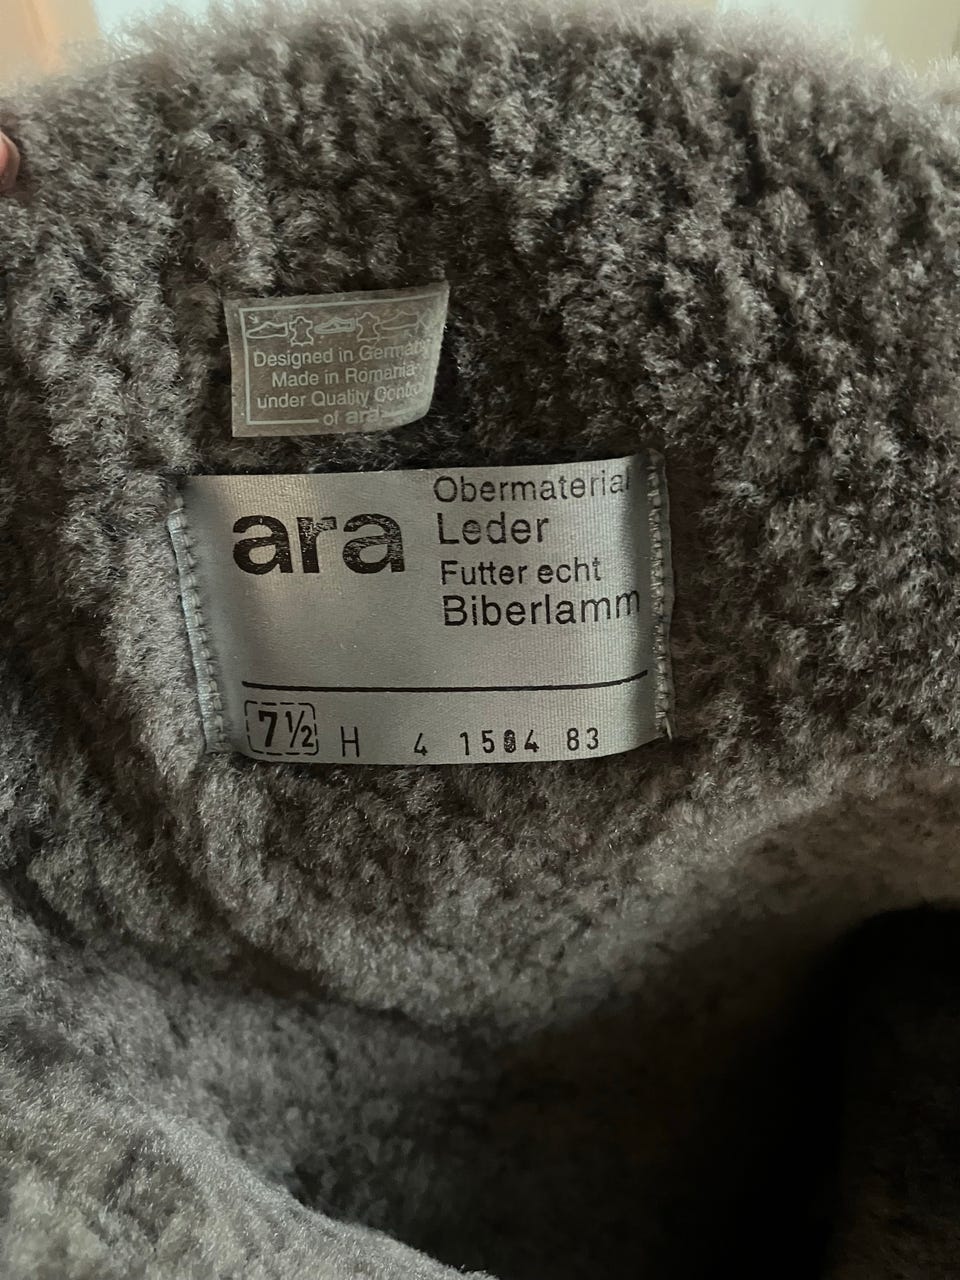 Designed in Germany
Made in Romania
under Quality Control
of ara
ara
Obermaterial
Leder
Futter echt
Biberlamm
7½ H 4 1504 83